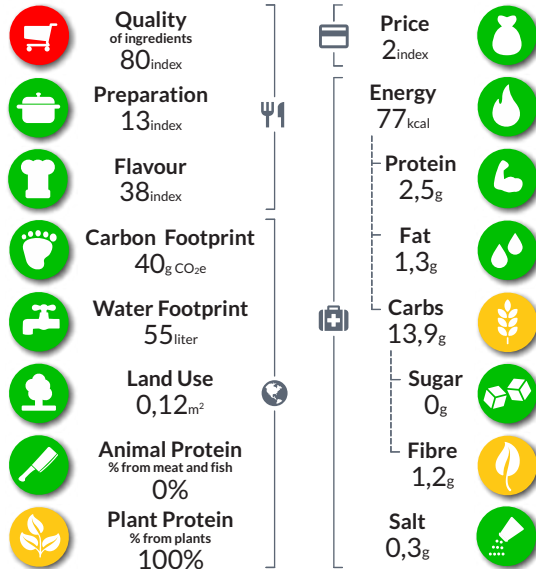 Quality
of ingredients
80index
Preparation
13index
Flavour
38index
Carbon Footprint
40g CO₂e
Water Footprint
55liter
Land Use
0,12m²
Animal Protein
% from meat and fish
0%
Plant Protein
% from plants
100%
Price
2index
Energy
77kcal
Protein
2,5g
Fat
1,3g
Carbs
13,9g
Sugar
0g
Fibre
1,2g
Salt
0,3g